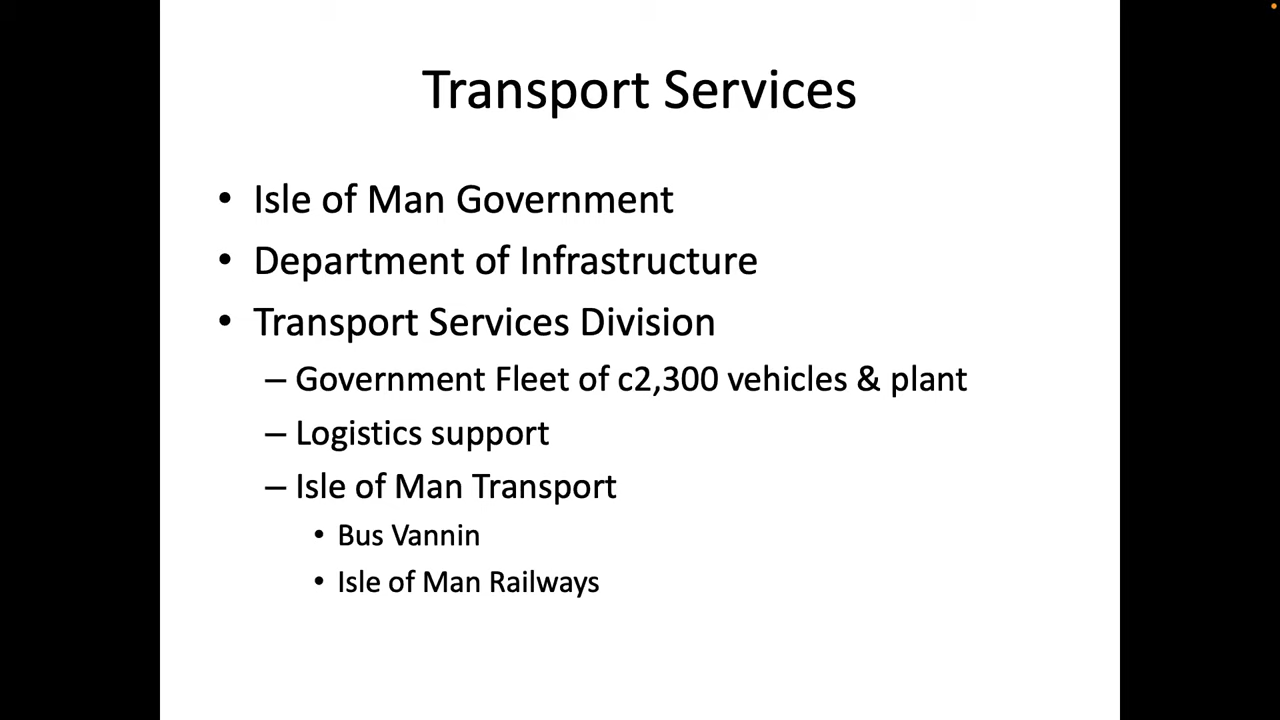 Transport Services
• Isle of Man Government
• Department of Infrastructure
• Transport Services Division
– Government Fleet of c2,300 vehicles & plant
– Logistics support
– Isle of Man Transport
• Bus Vannin
• Isle of Man Railways